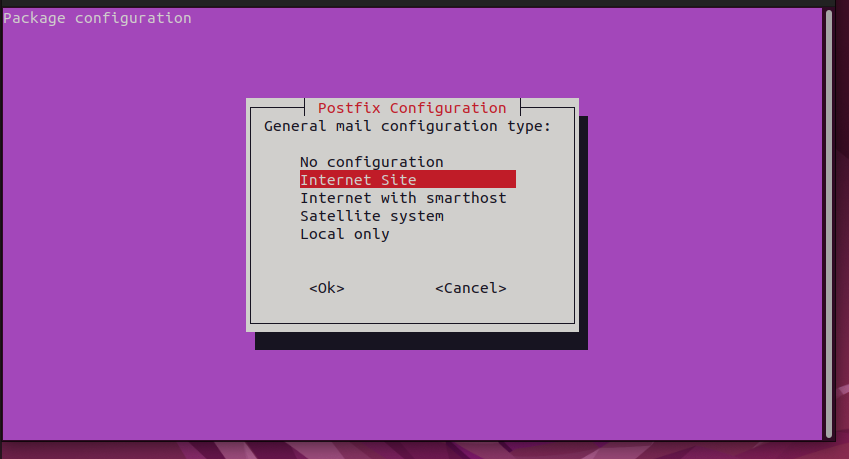 Package configuration
Postfix Configuration
General mail configuration type:
No configuration
Internet Site
Internet with smarthost
Satellite system
Local only
<Ok> <Cancel>